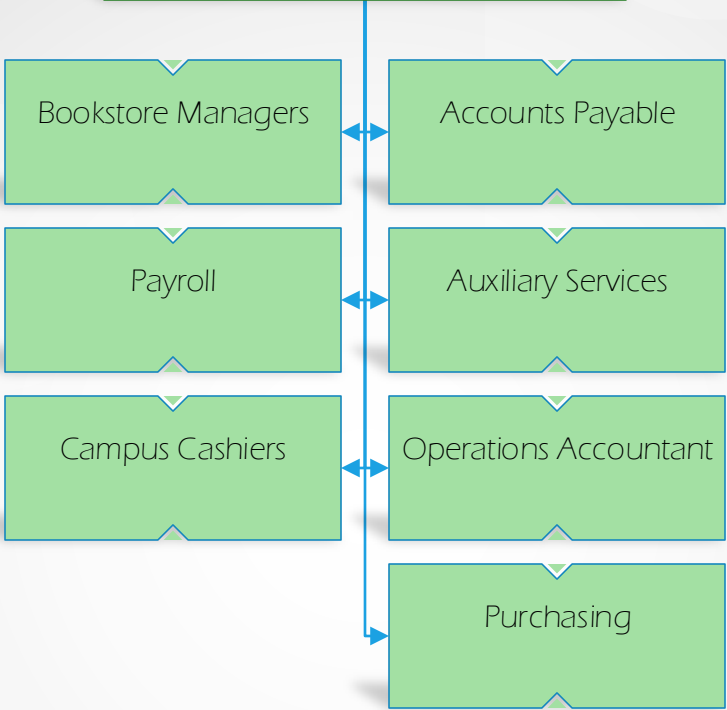 Bookstore Managers
Accounts Payable
Payroll
Auxiliary Services
Campus Cashiers
Operations Accountant
Purchasing